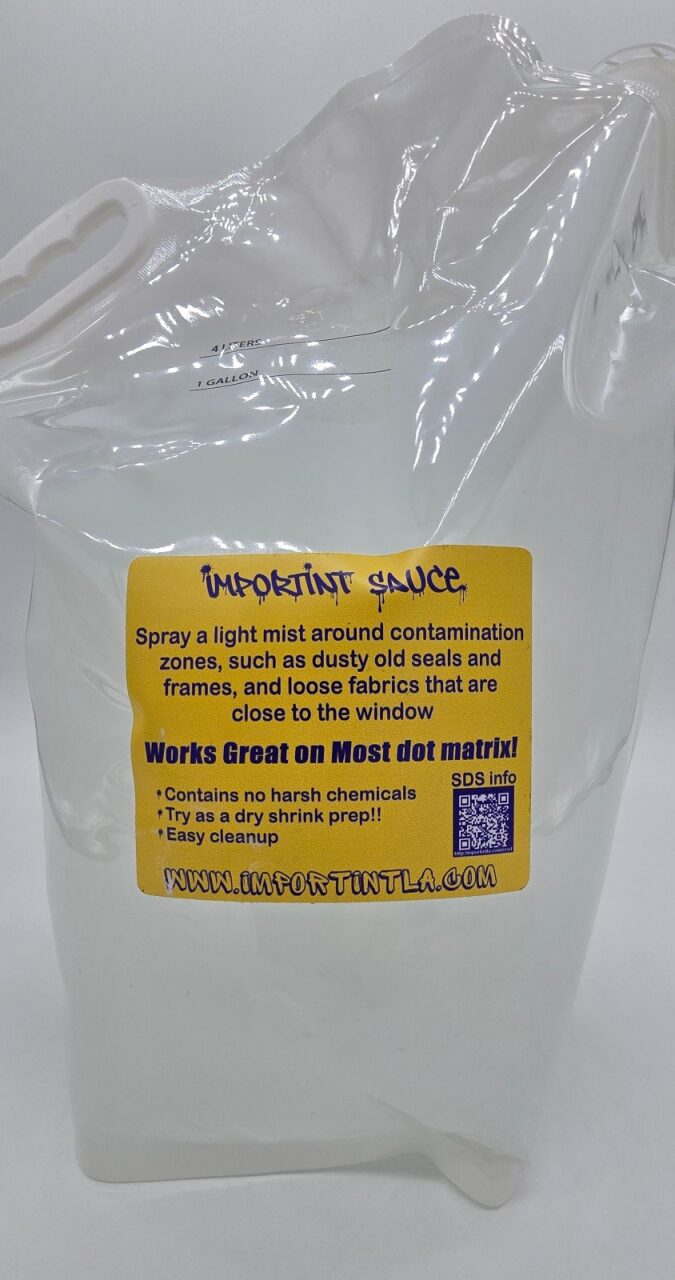 4 LITERS
1 GALLON
IMPORTINT SAUCE
Spray a light mist around contamination
zones, such as dusty old seals and
frames, and loose fabrics that are
close to the window
Works Great on Most dot matrix!
SDS info
Contains no harsh chemicals
Try as a dry shrink prep!!
Easy cleanup
WWW.IMPORTINTLA.COM